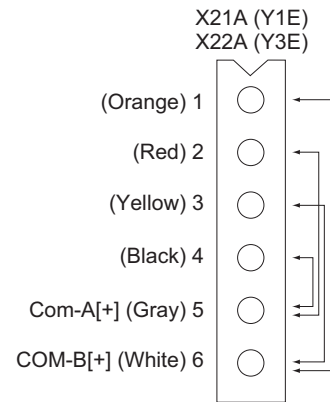 X21A (Y1E)
X22A (Y3E)
(Orange) 1
(Red) 2
(Yellow) 3
(Black) 4
Com-A[+] (Gray) 5
COM-B[+] (White) 6